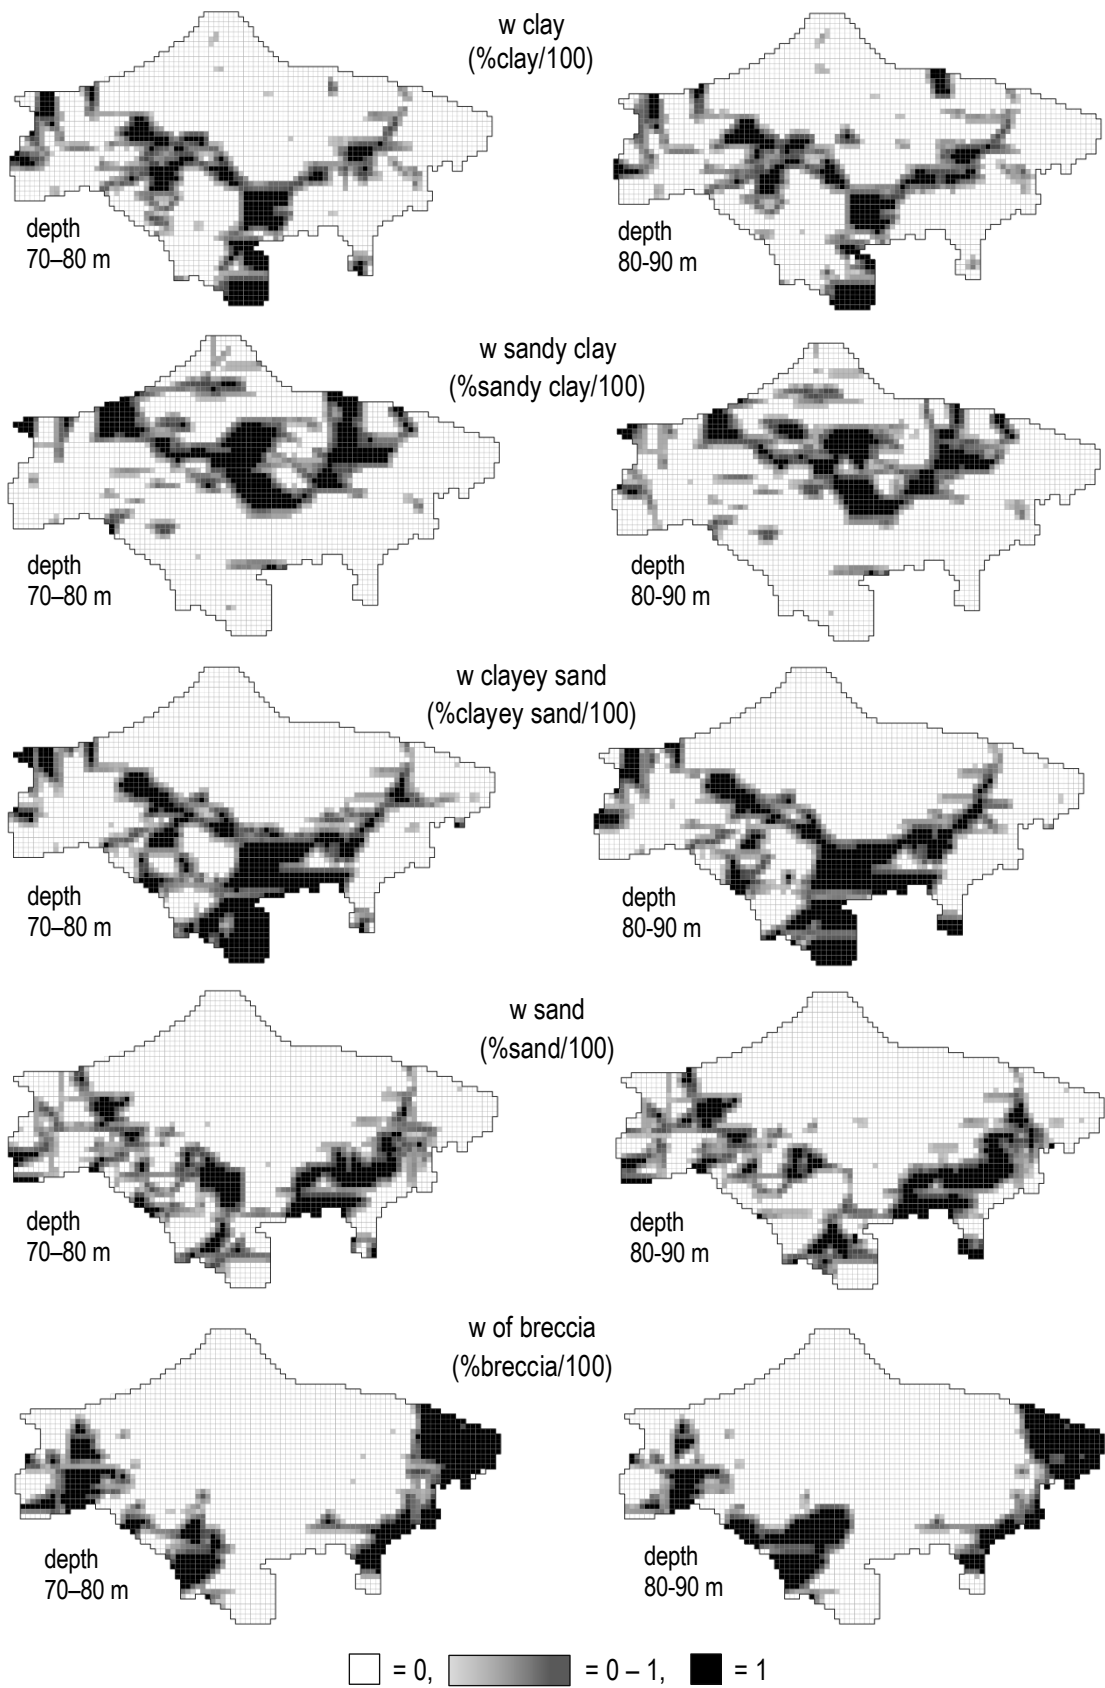 w clay
(%clay/100)
depth
70–80 m
depth
80-90 m
w sandy clay
(%sandy clay/100)
depth
70–80 m
depth
80-90 m
w clayey sand
(%clayey sand/100)
depth
70–80 m
depth
80-90 m
w sand
(%sand/100)
depth
70–80 m
depth
80-90 m
w of breccia
(%breccia/100)
depth
70–80 m
depth
80-90 m
= 0, = 0 – 1, = 1